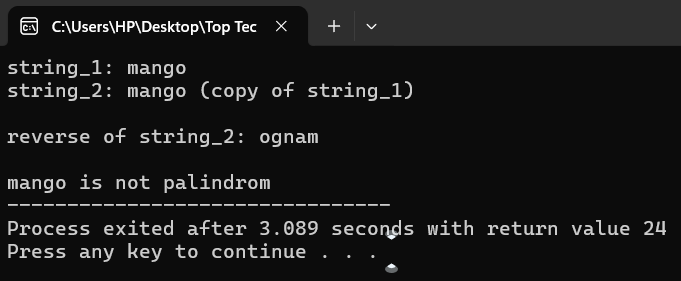 C:\Users\HP\Desktop\Top Tec
string_1: mango
string_2: mango (copy of string_1)
reverse of string_2: ognam
mango is not palindrom
--------------------------------
Process exited after 3.089 seconds with return value 24
Press any key to continue . . .